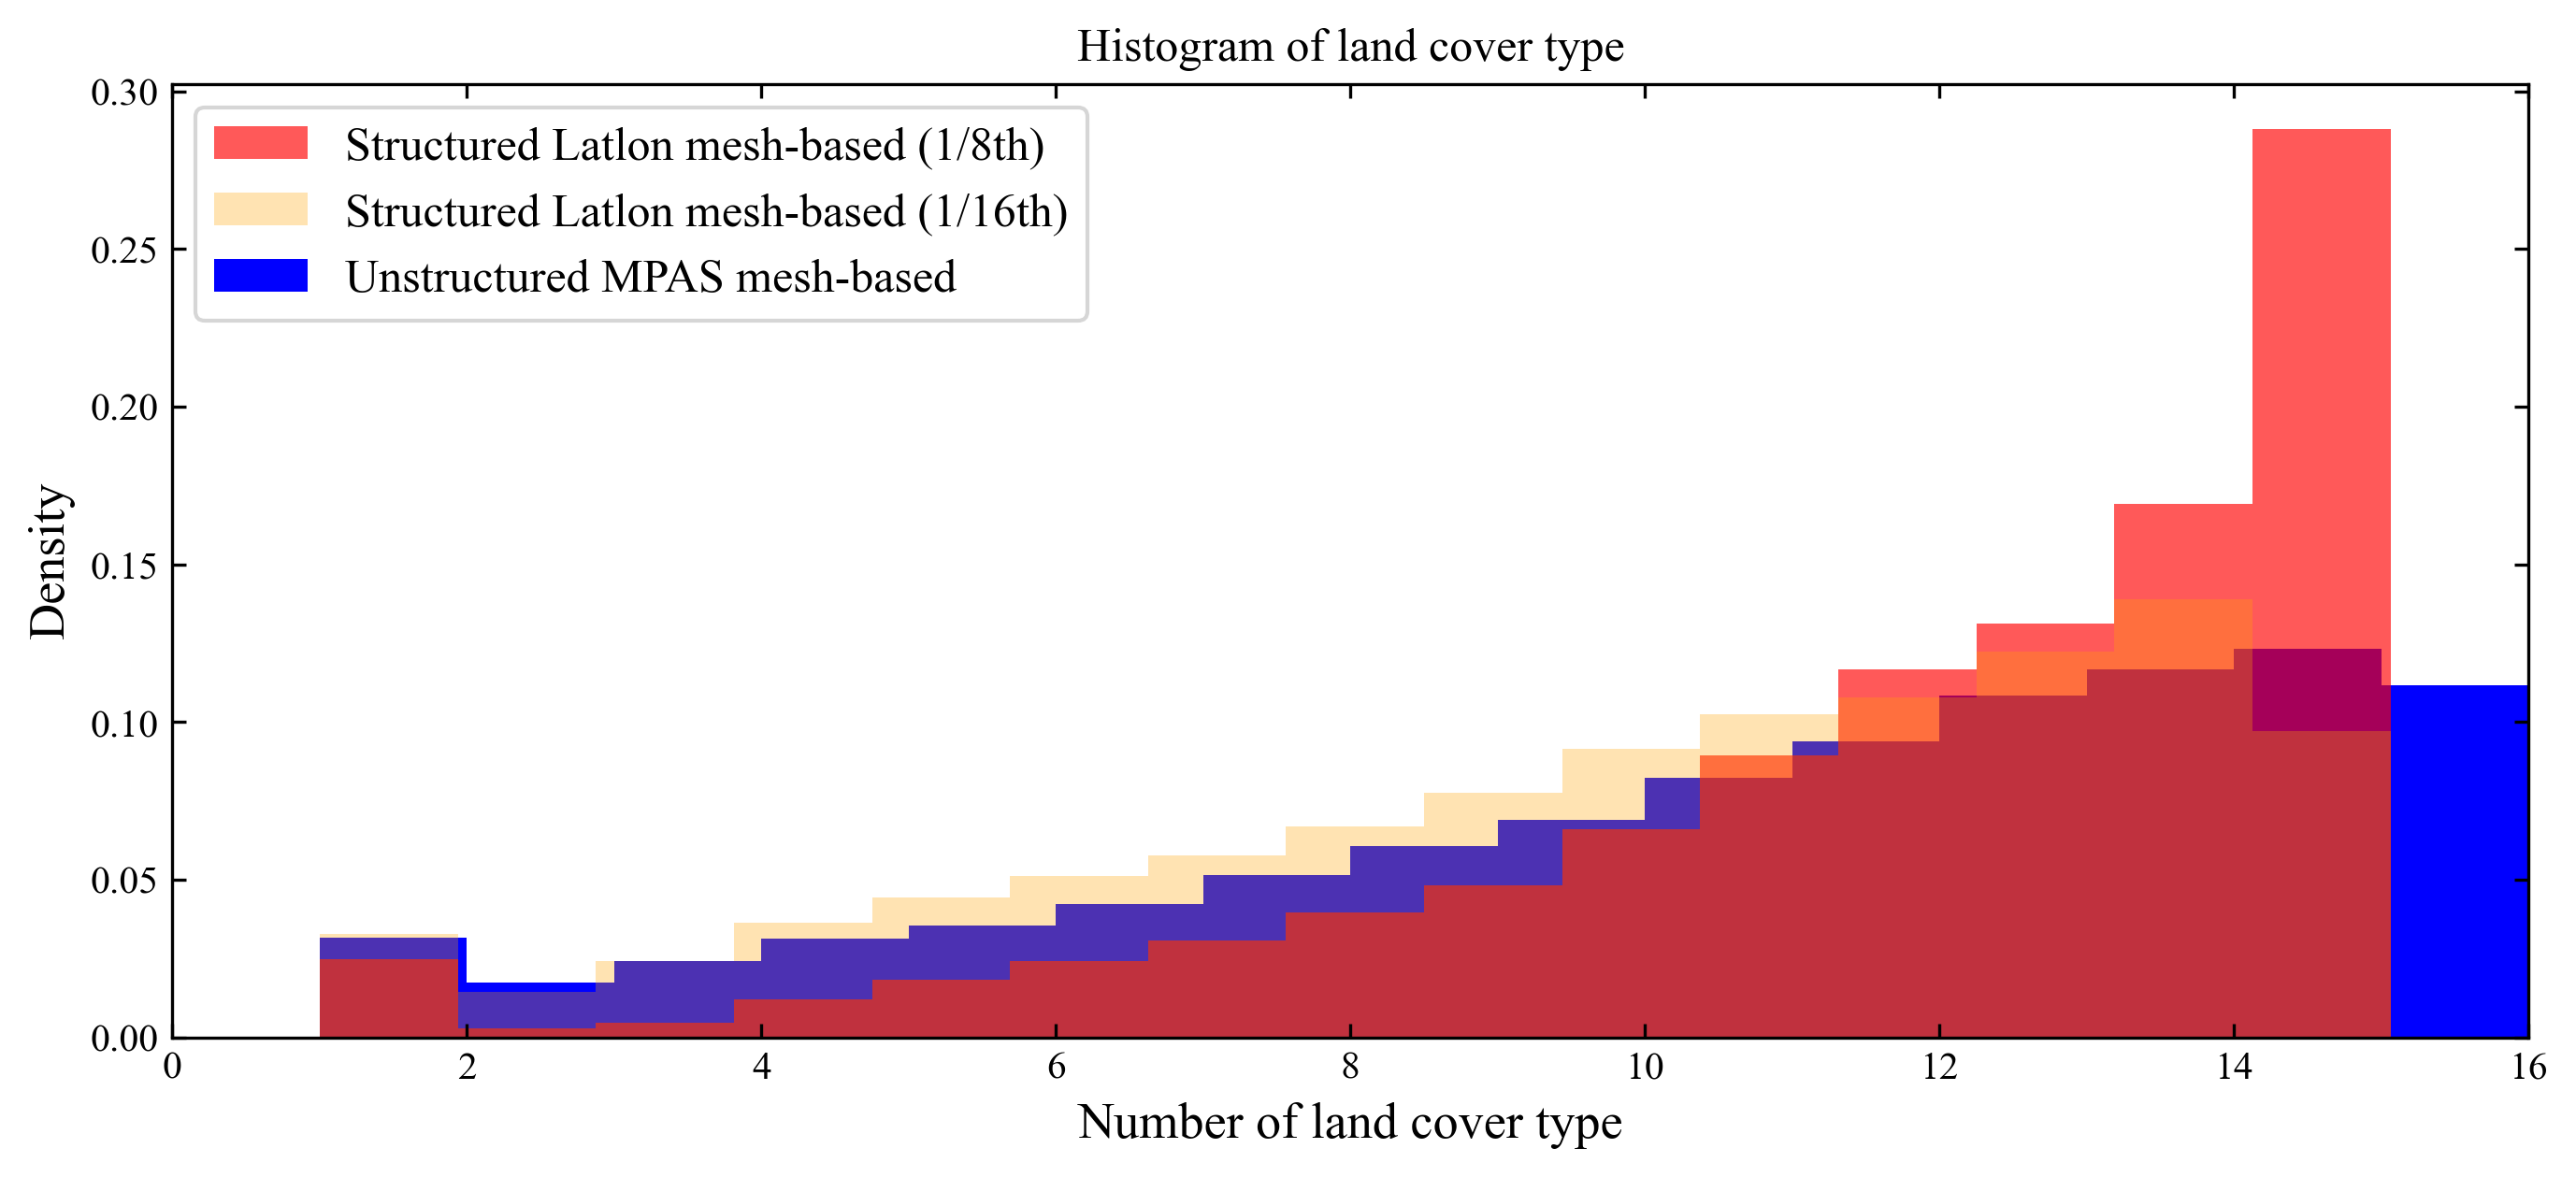 Histogram of land cover type
0.30
0.25
0.20
0.15
0.10
0.05
0.00
Density
Structured Latlon mesh-based (1/8th)
Structured Latlon mesh-based (1/16th)
Unstructured MPAS mesh-based
0 2 4 6 8 10 12 14 16
Number of land cover type